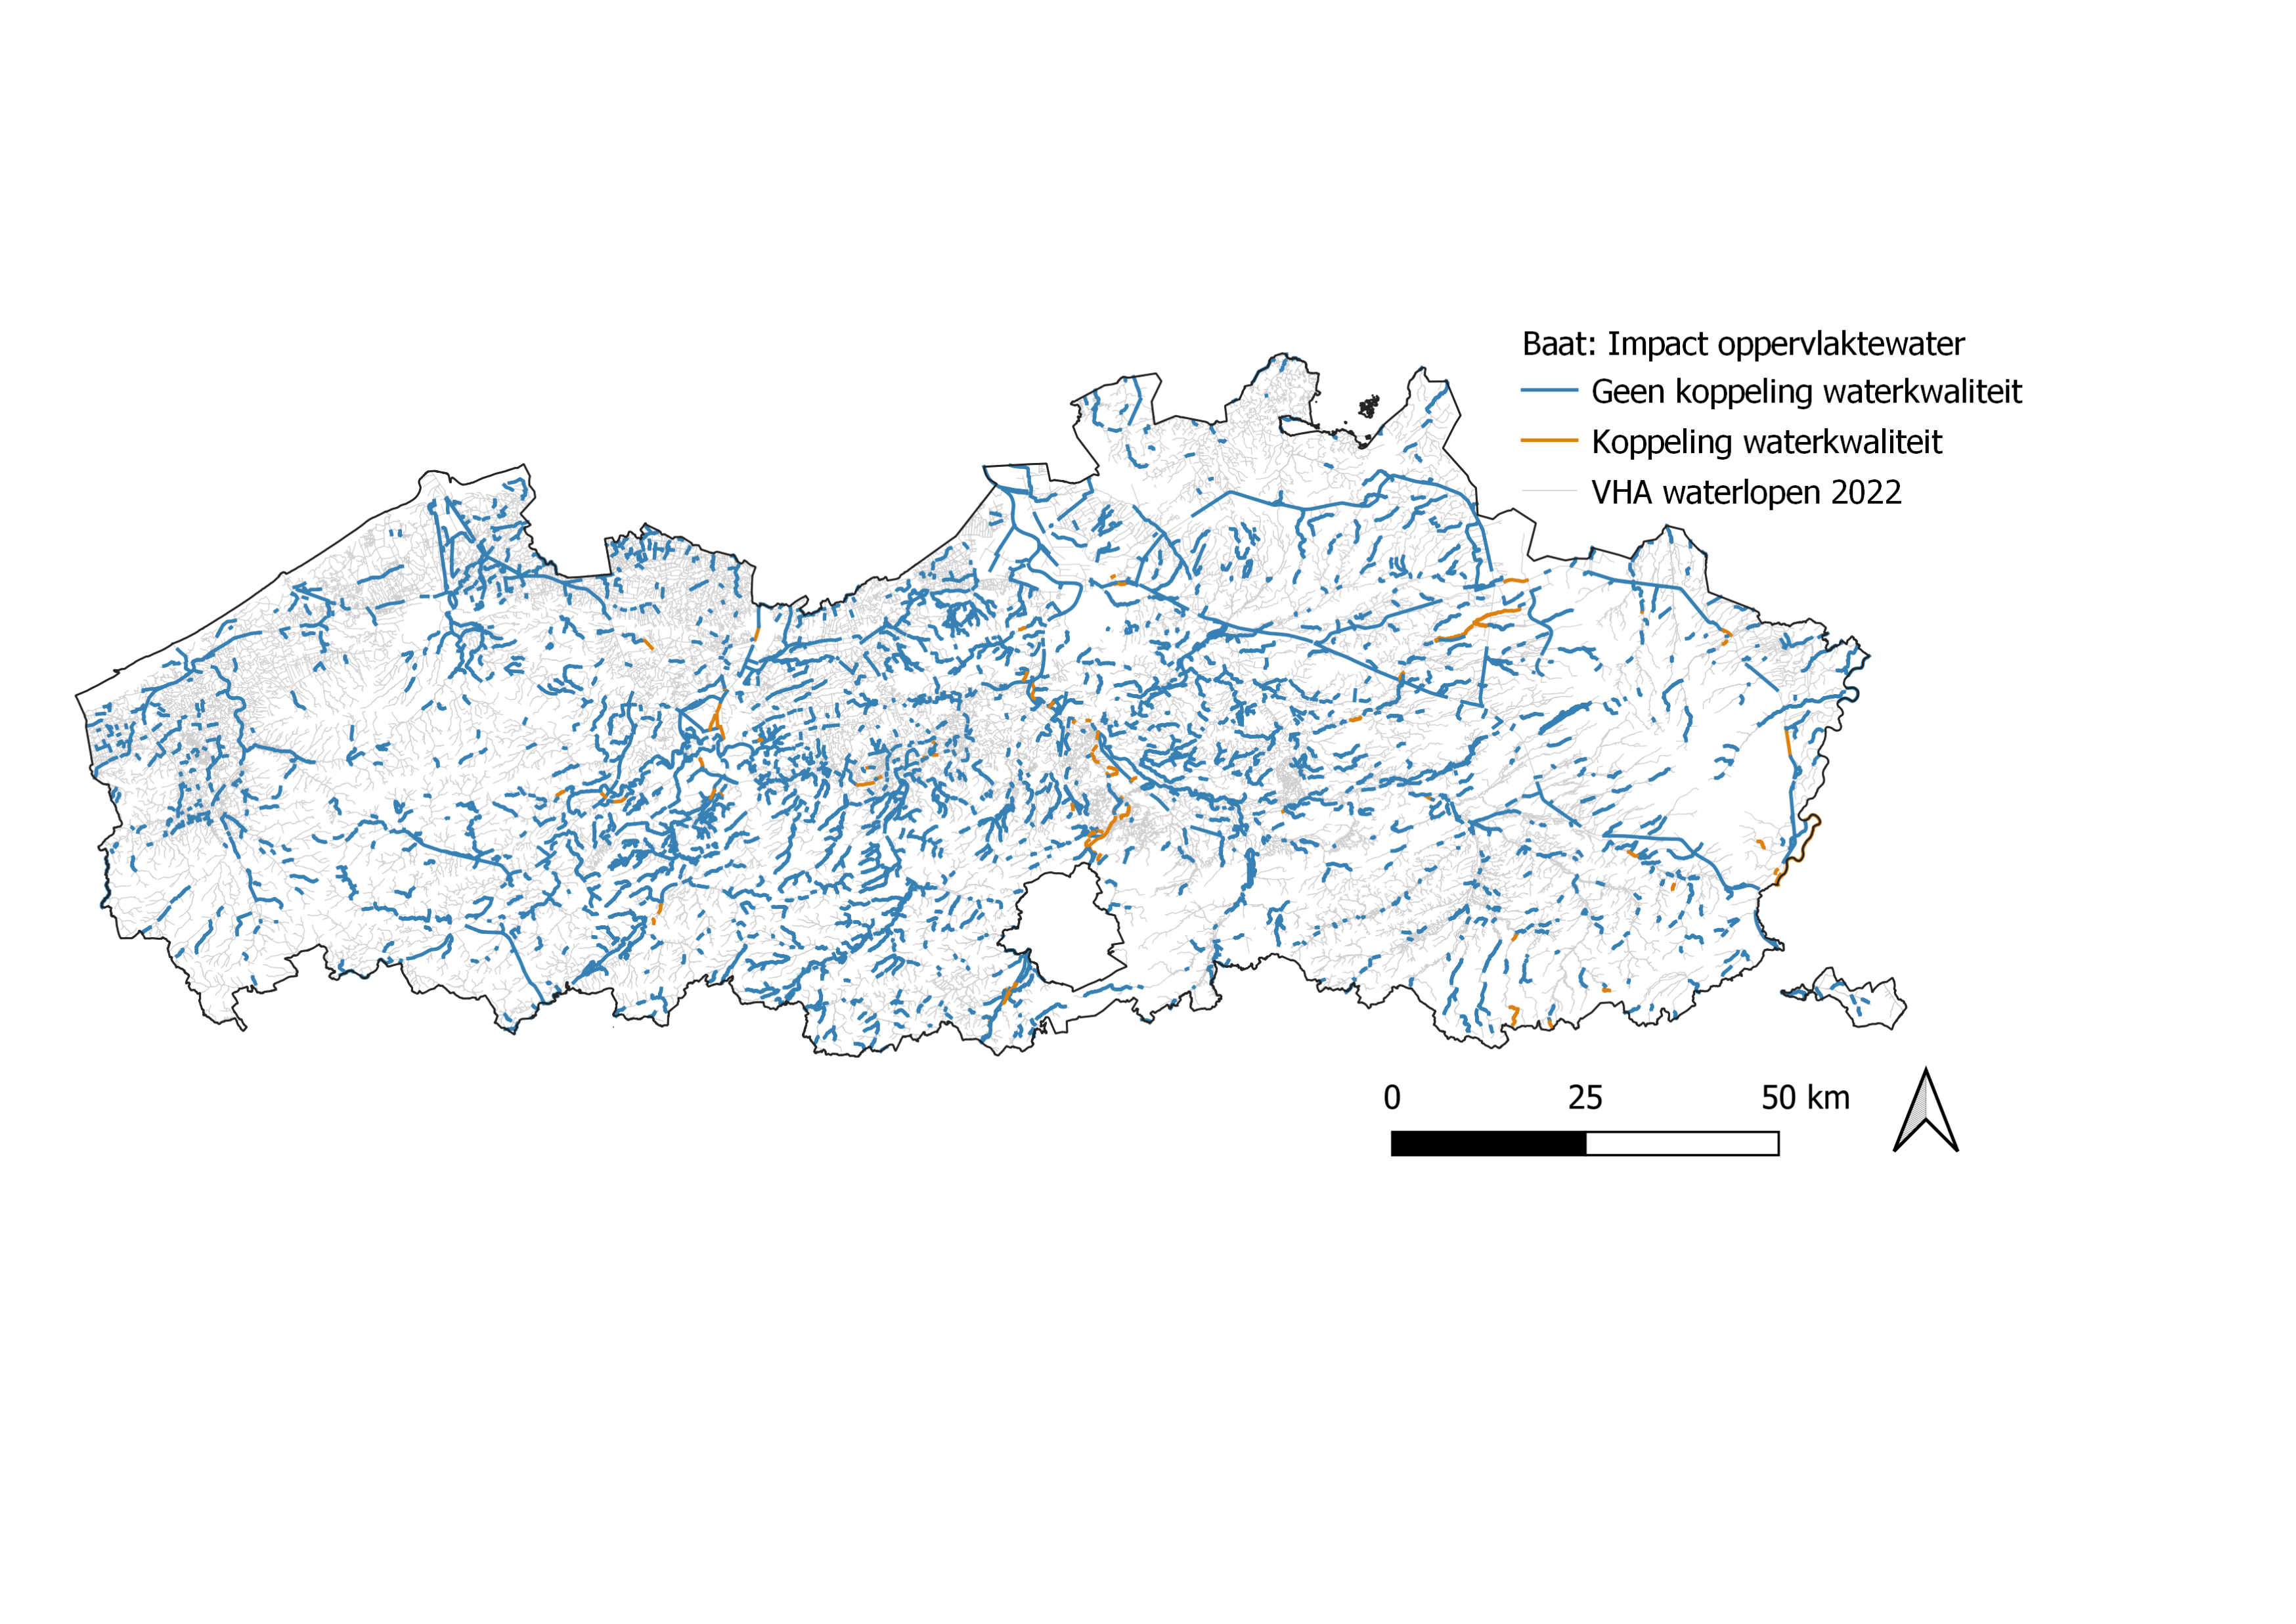 Baat: Impact oppervlaktewater
Geen koppeling waterkwaliteit
Koppeling waterkwaliteit
VHA waterlopen 2022
0 25 50 km